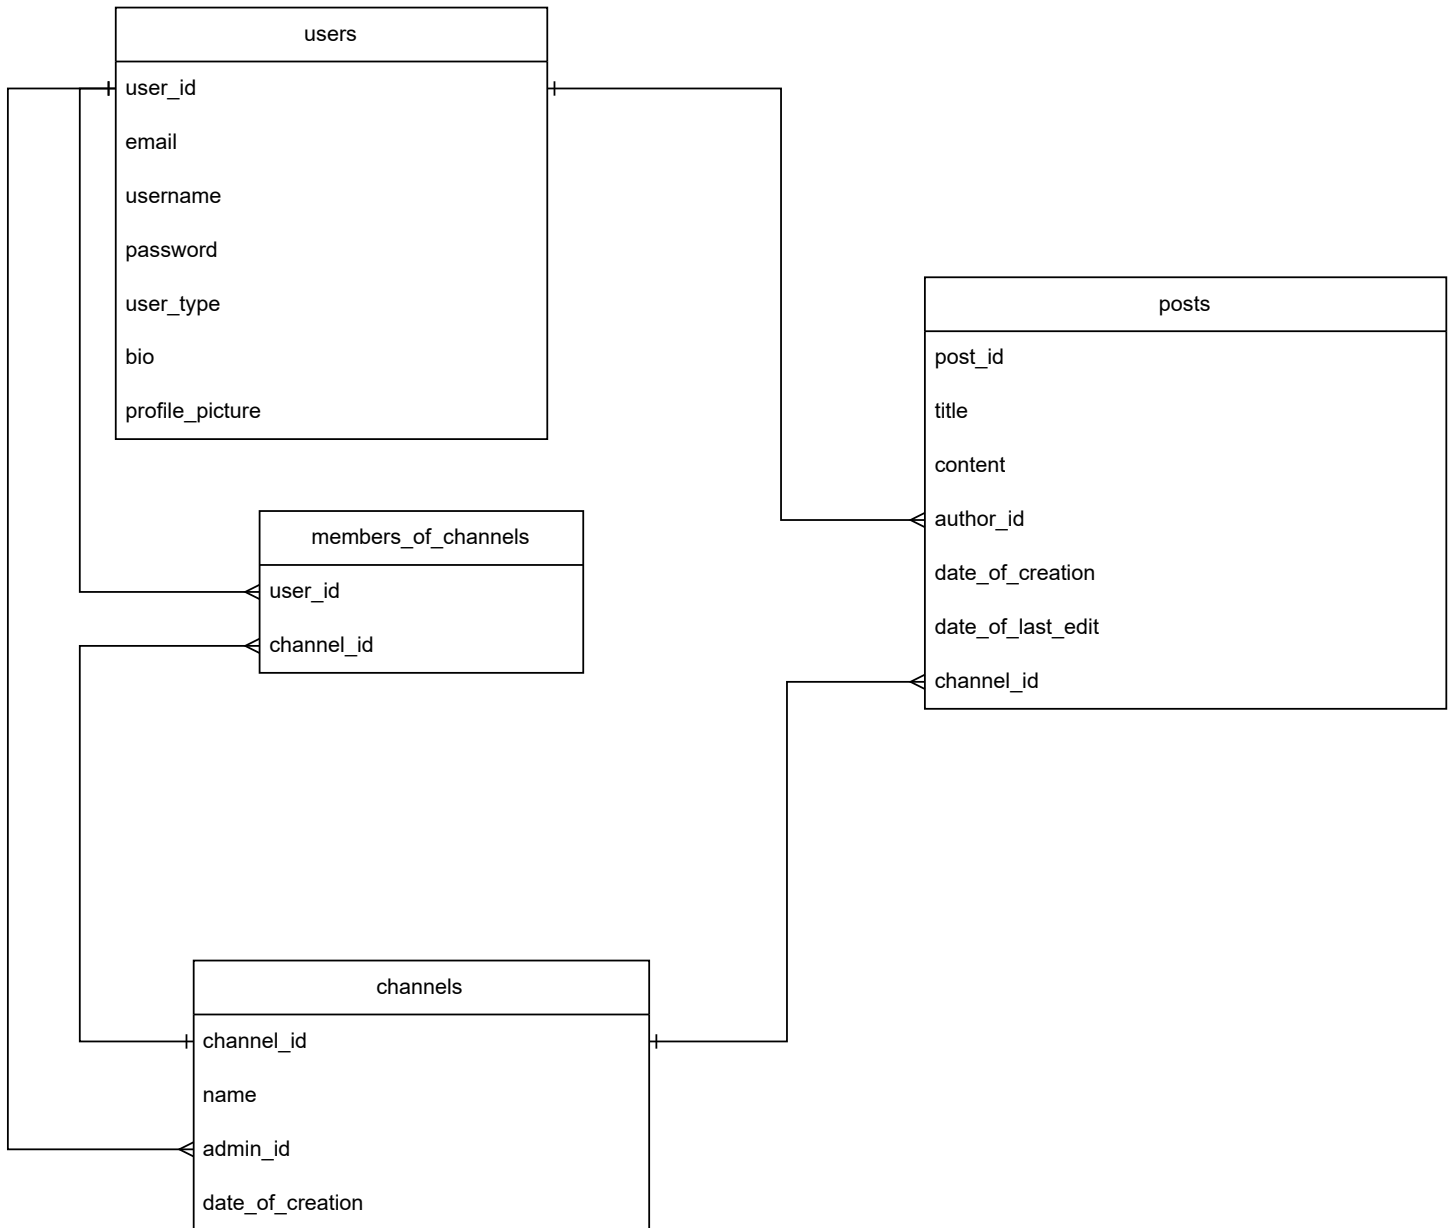 users
user_id
email
username
password
user_type
bio
profile_picture
posts
post_id
title
content
author_id
date_of_creation
date_of_last_edit
channel_id
members_of_channels
user_id
channel_id
channels
channel_id
name
admin_id
date_of_creation